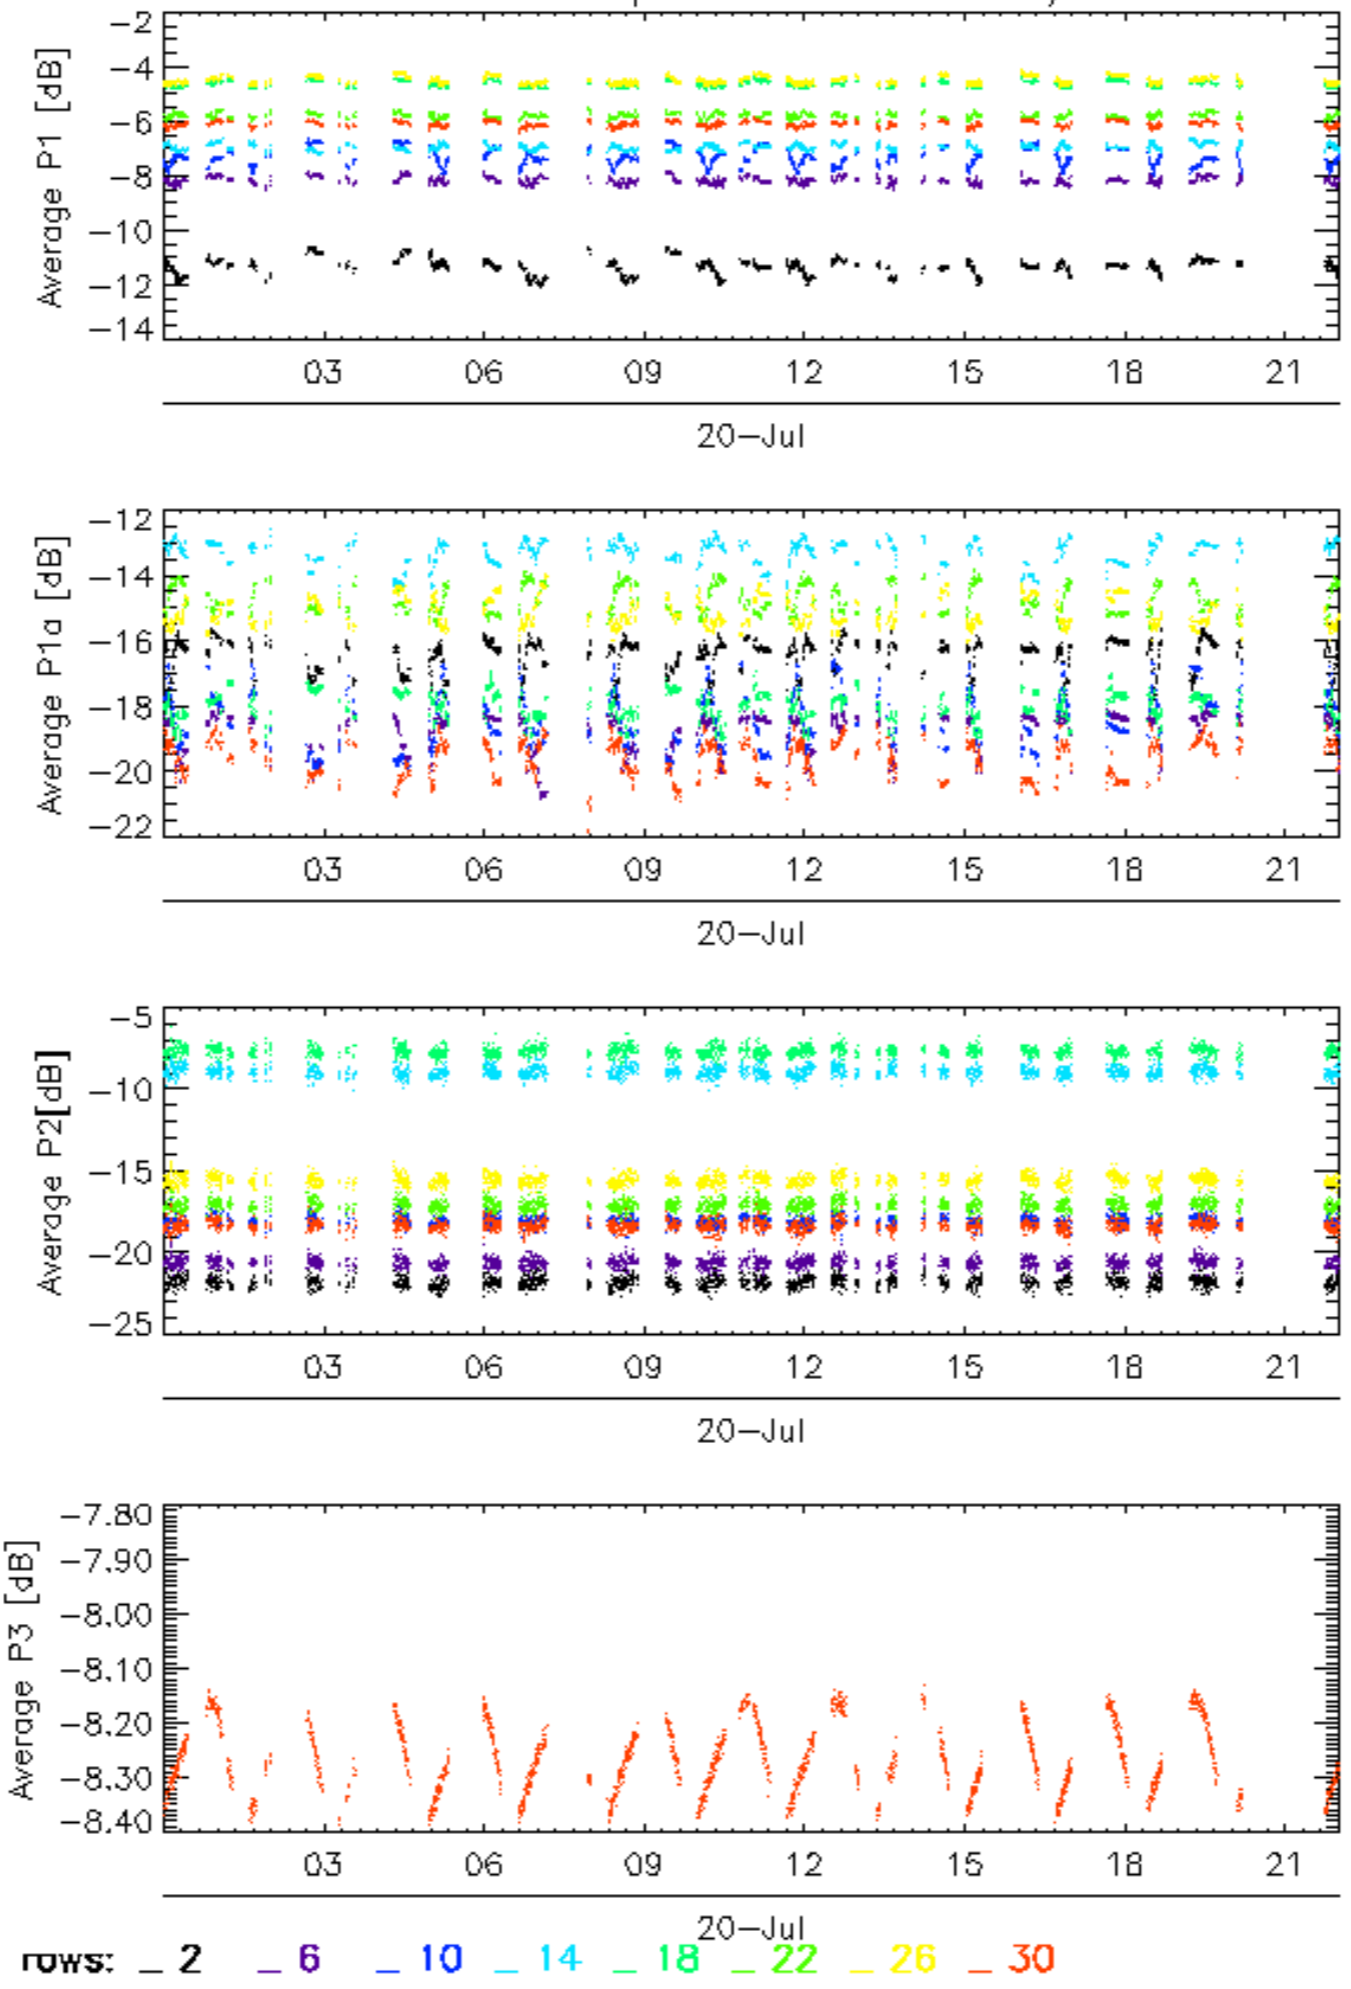 Average P1 [dB]
-2
-4
-6
-8
-10
-12
-14
03 06 09 12 15 18 21
20-Jul
Average P1a [dB]
-12
-14
-16
-18
-20
-22
03 06 09 12 15 18 21
20-Jul
Average P2[dB]
-5
-10
-15
-20
-25
03 06 09 12 15 18 21
20-Jul
Average P3 [dB]
-7.80
-7.90
-8.00
-8.10
-8.20
-8.30
-8.40
03 06 09 12 15 18 21
20-Jul
rows: _ 2 _ 6 _ 10 _ 14 _ 18 _ 22 _ 26 _ 30